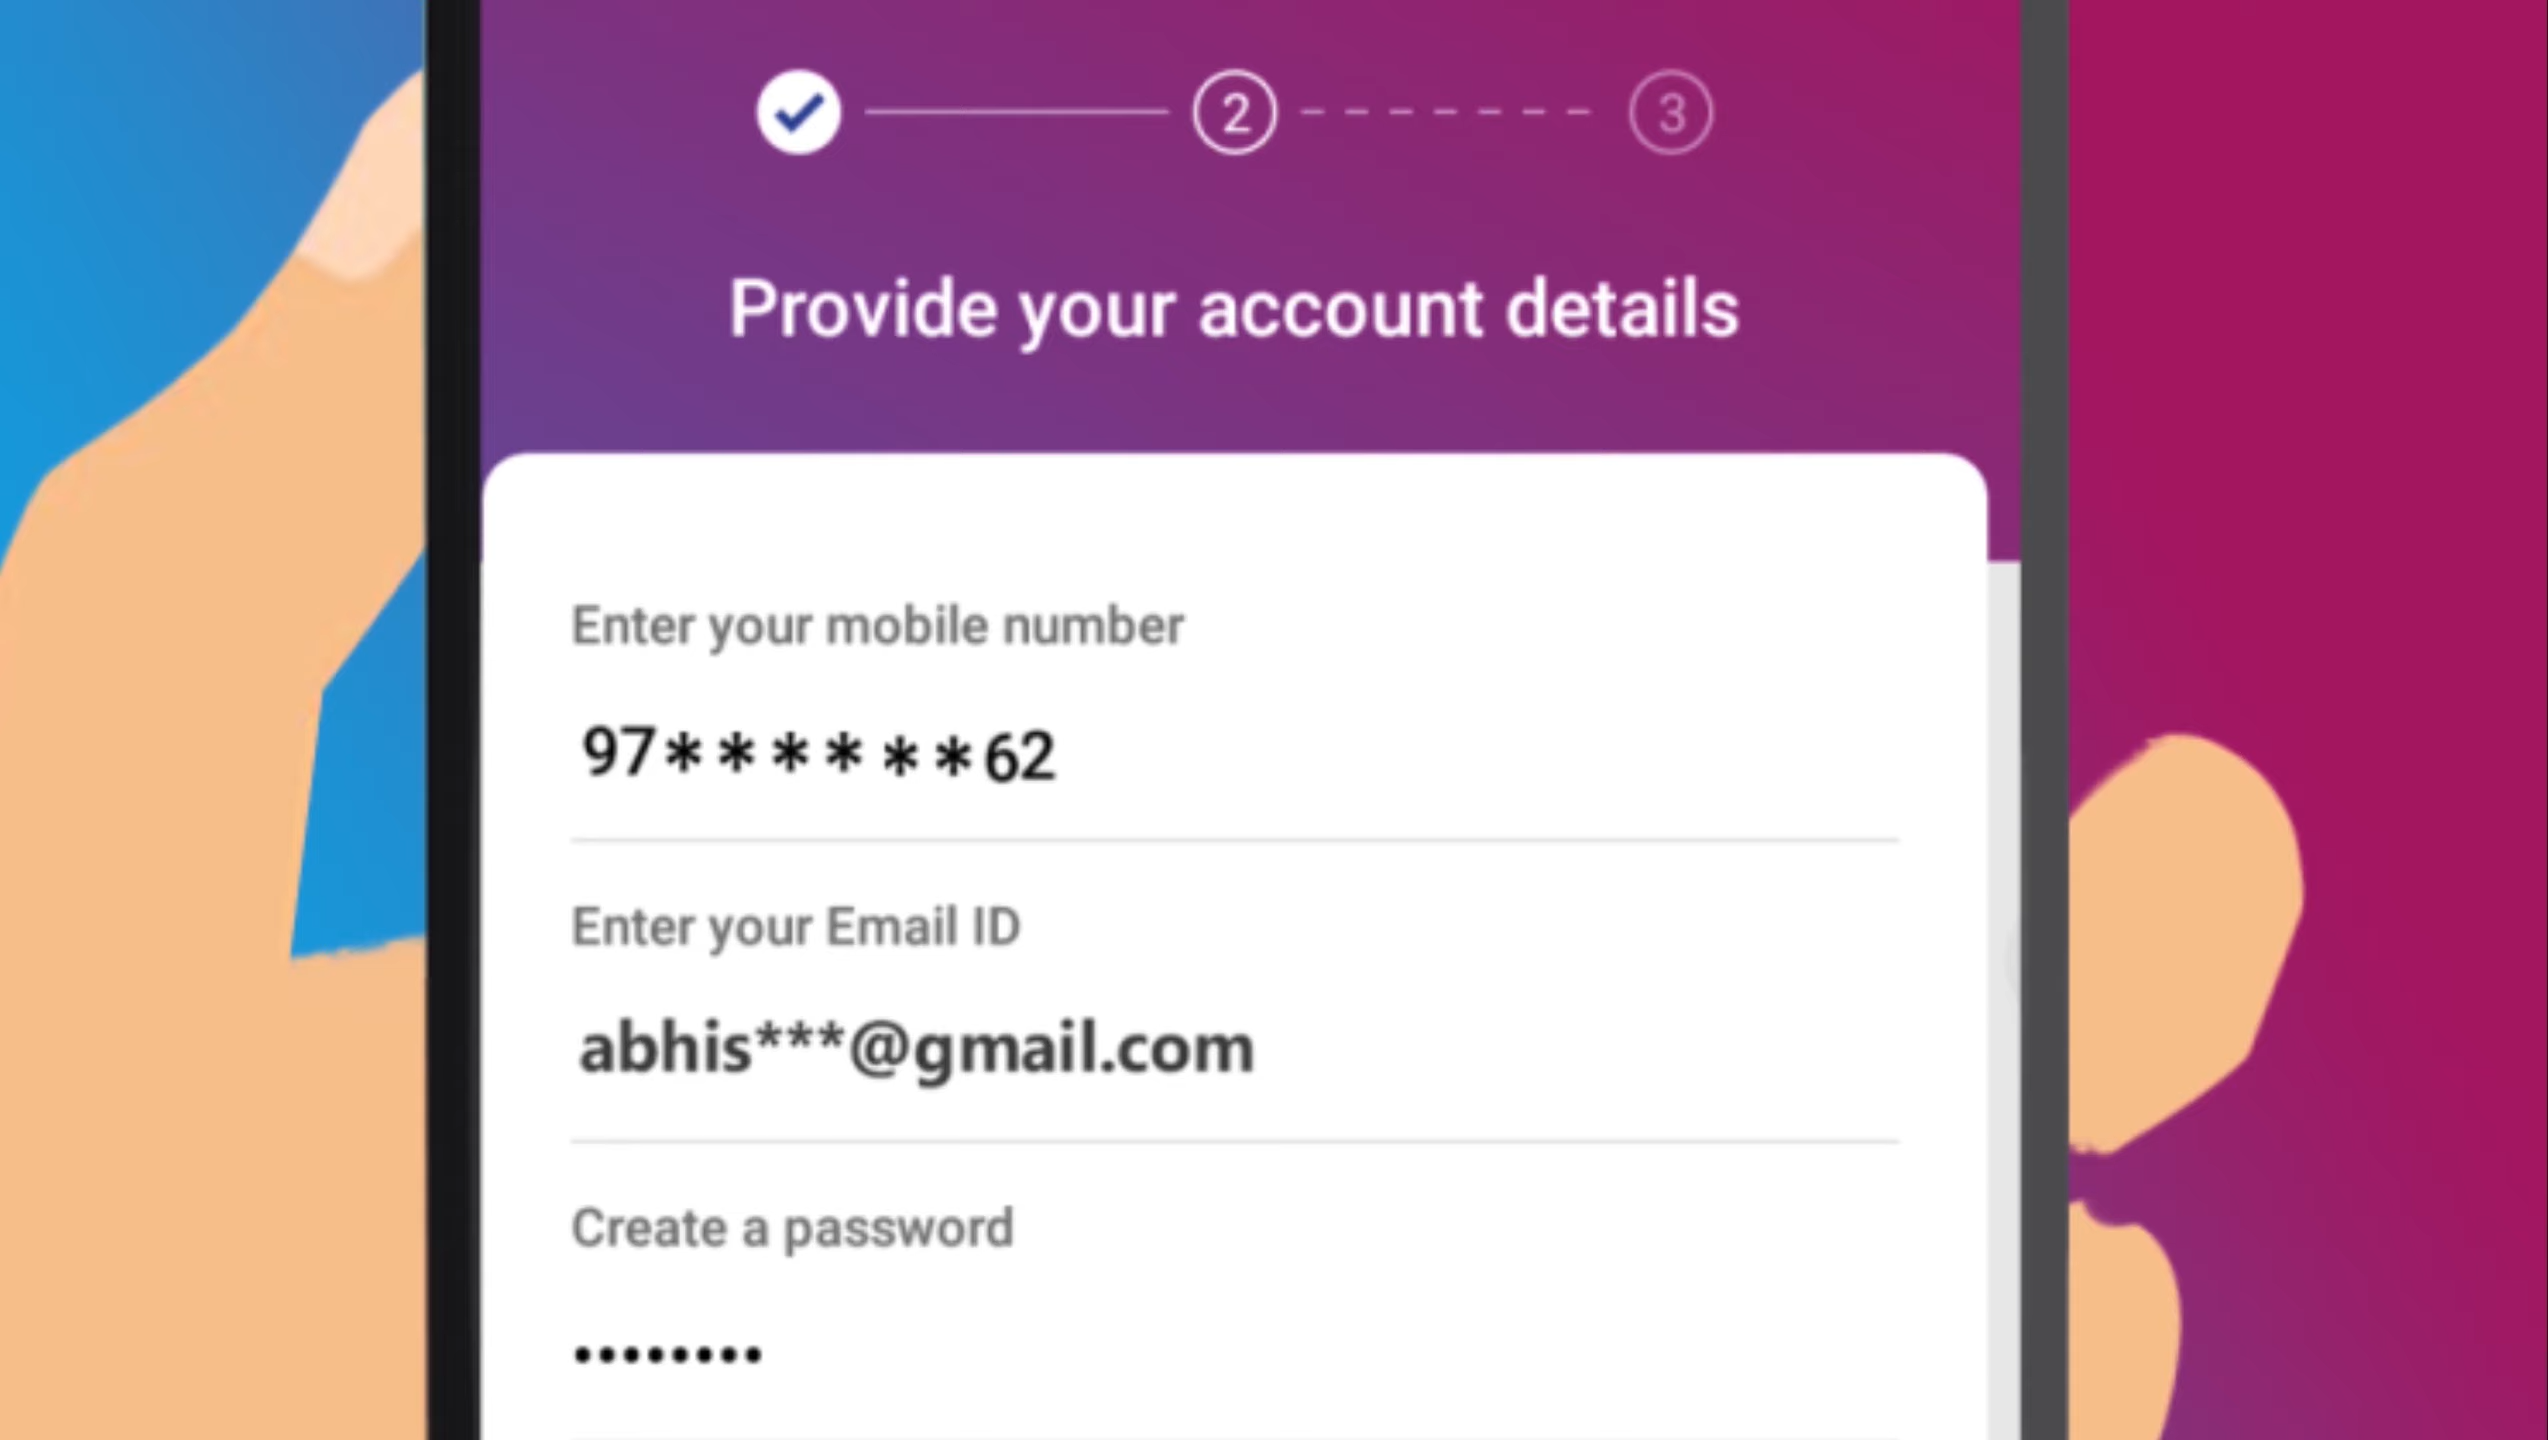 2 3
Provide your account details
Enter your mobile number
97******62
Enter your Email ID
abhis***@gmail.com
Create a password
••••••••